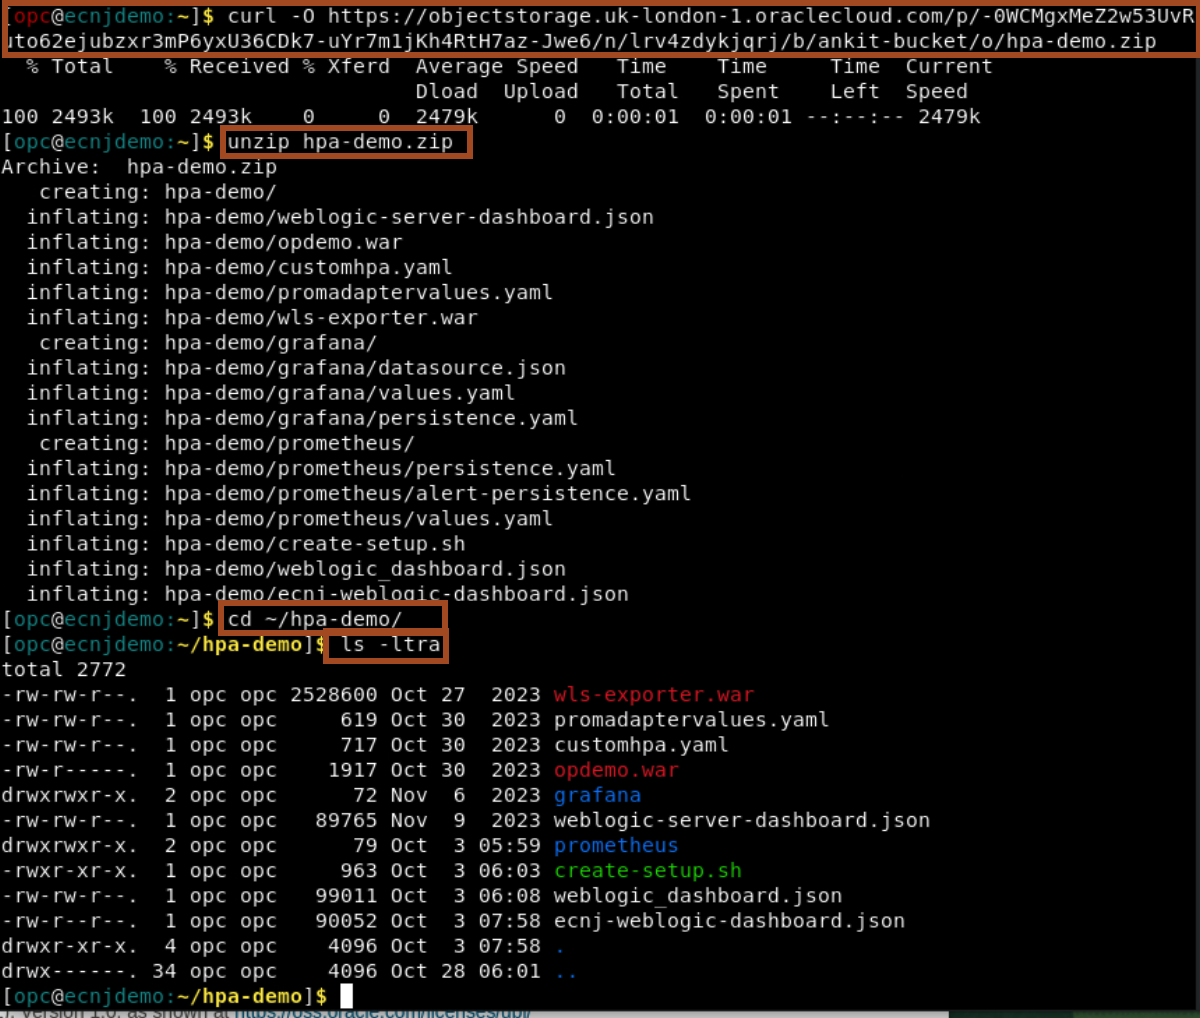 [opc@ecnjdemo:~]$ curl -O https://objectstorage.uk-london-1.oraclecloud.com/p/-0WCMgxMeZ2w53UvR
uto62ejubzxr3mP6yxU36CDk7-uYr7m1jKh4RtH7az-Jwe6/n/lrv4zdykjqrj/b/ankit-bucket/o/hpa-demo.zip
% Total % Received % Xferd Average Speed Time Time Time Current
Dload Upload Total Spent Left Speed
100 2493k 100 2493k 0 0 2479k 0 0:00:01 0:00:01 --:--:-- 2479k
[opc@ecnjdemo:~]$ unzip hpa-demo.zip
Archive: hpa-demo.zip
creating: hpa-demo/
inflating: hpa-demo/weblogic-server-dashboard.json
inflating: hpa-demo/opdemo.war
inflating: hpa-demo/customhpa.yaml
inflating: hpa-demo/promadaptervalues.yaml
inflating: hpa-demo/wls-exporter.war
creating: hpa-demo/grafana/
inflating: hpa-demo/grafana/datasource.json
inflating: hpa-demo/grafana/values.yaml
inflating: hpa-demo/grafana/persistence.yaml
creating: hpa-demo/prometheus/
inflating: hpa-demo/prometheus/persistence.yaml
inflating: hpa-demo/prometheus/alert-persistence.yaml
inflating: hpa-demo/prometheus/values.yaml
inflating: hpa-demo/create-setup.sh
inflating: hpa-demo/weblogic_dashboard.json
inflating: hpa-demo/ecnj-weblogic-dashboard.json
[opc@ecnjdemo:~]$ cd ~/hpa-demo/
[opc@ecnjdemo:~/hpa-demo]$ ls -ltra
total 2772
-rw-rw-r--. 1 opc opc 2528600 Oct 27 2023 wls-exporter.war
-rw-rw-r--. 1 opc opc 619 Oct 30 2023 promadaptervalues.yaml
-rw-rw-r--. 1 opc opc 717 Oct 30 2023 customhpa.yaml
-rw-r-----. 1 opc opc 1917 Oct 30 2023 opdemo.war
drwxrwxr-x. 2 opc opc 72 Nov 6 2023 grafana
-rw-rw-r--. 1 opc opc 89765 Nov 9 2023 weblogic-server-dashboard.json
drwxrwxr-x. 2 opc opc 79 Oct 3 05:59 prometheus
-rwxr-xr-x. 1 opc opc 963 Oct 3 06:03 create-setup.sh
-rw-rw-r--. 1 opc opc 99011 Oct 3 06:08 weblogic_dashboard.json
-rw-r--r--. 1 opc opc 90052 Oct 3 07:58 ecnj-weblogic-dashboard.json
drwxr-xr-x. 4 opc opc 4096 Oct 3 07:58 .
drwx------. 34 opc opc 4096 Oct 28 06:01 ..
[opc@ecnjdemo:~/hpa-demo]$
version 1.0, as shown at https://oss.oracle.com/licenses/upl/